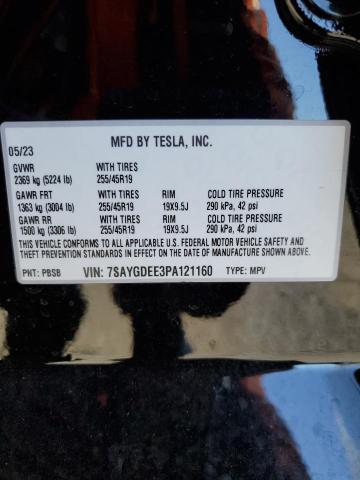 MFD BY TESLA, INC.
05/23
GVWR WITH TIRES
2369 kg (5224 lb) 255/45R19
GAWR FRT WITH TIRES RIM COLD TIRE PRESSURE
1363 kg (3004 lb) 255/45R19 19X9.5J 290 kPa, 42 psi
GAWR RR WITH TIRES RIM COLD TIRE PRESSURE
1500 kg (3306 lb) 255/45R19 19X9.5J 290 kPa, 42 psi
THIS VEHICLE CONFORMS TO ALL APPLICABLE U.S. FEDERAL MOTOR VEHICLE SAFETY AND
THEFT PREVENTION STANDARDS IN EFFECT ON THE DATE OF MANUFACTURE SHOWN ABOVE.
PNT: PBSB VIN: 7SAYGDEE3PA121160 TYPE: MPV